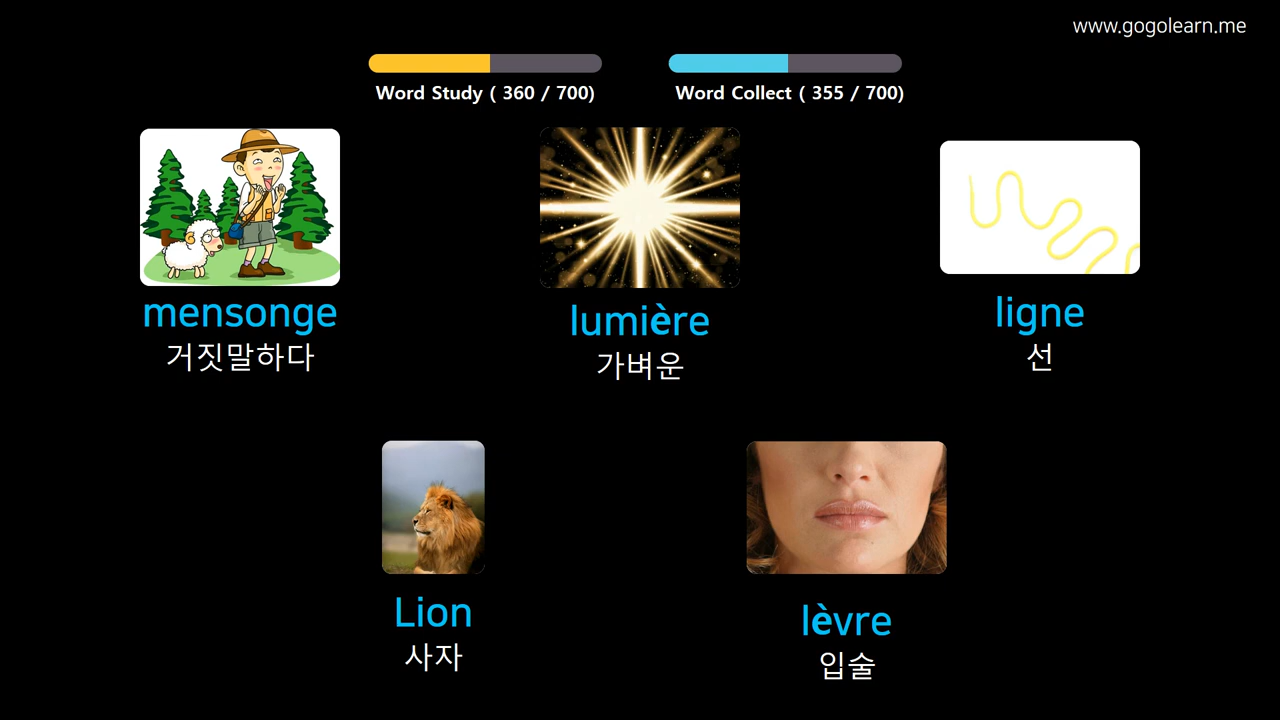 www.gogolearn.me
Word Study ( 360 / 700)
Word Collect ( 355 / 700)
mensonge
거짓말하다
lumière
가벼운
ligne
선
Lion
사자
lèvre
입술